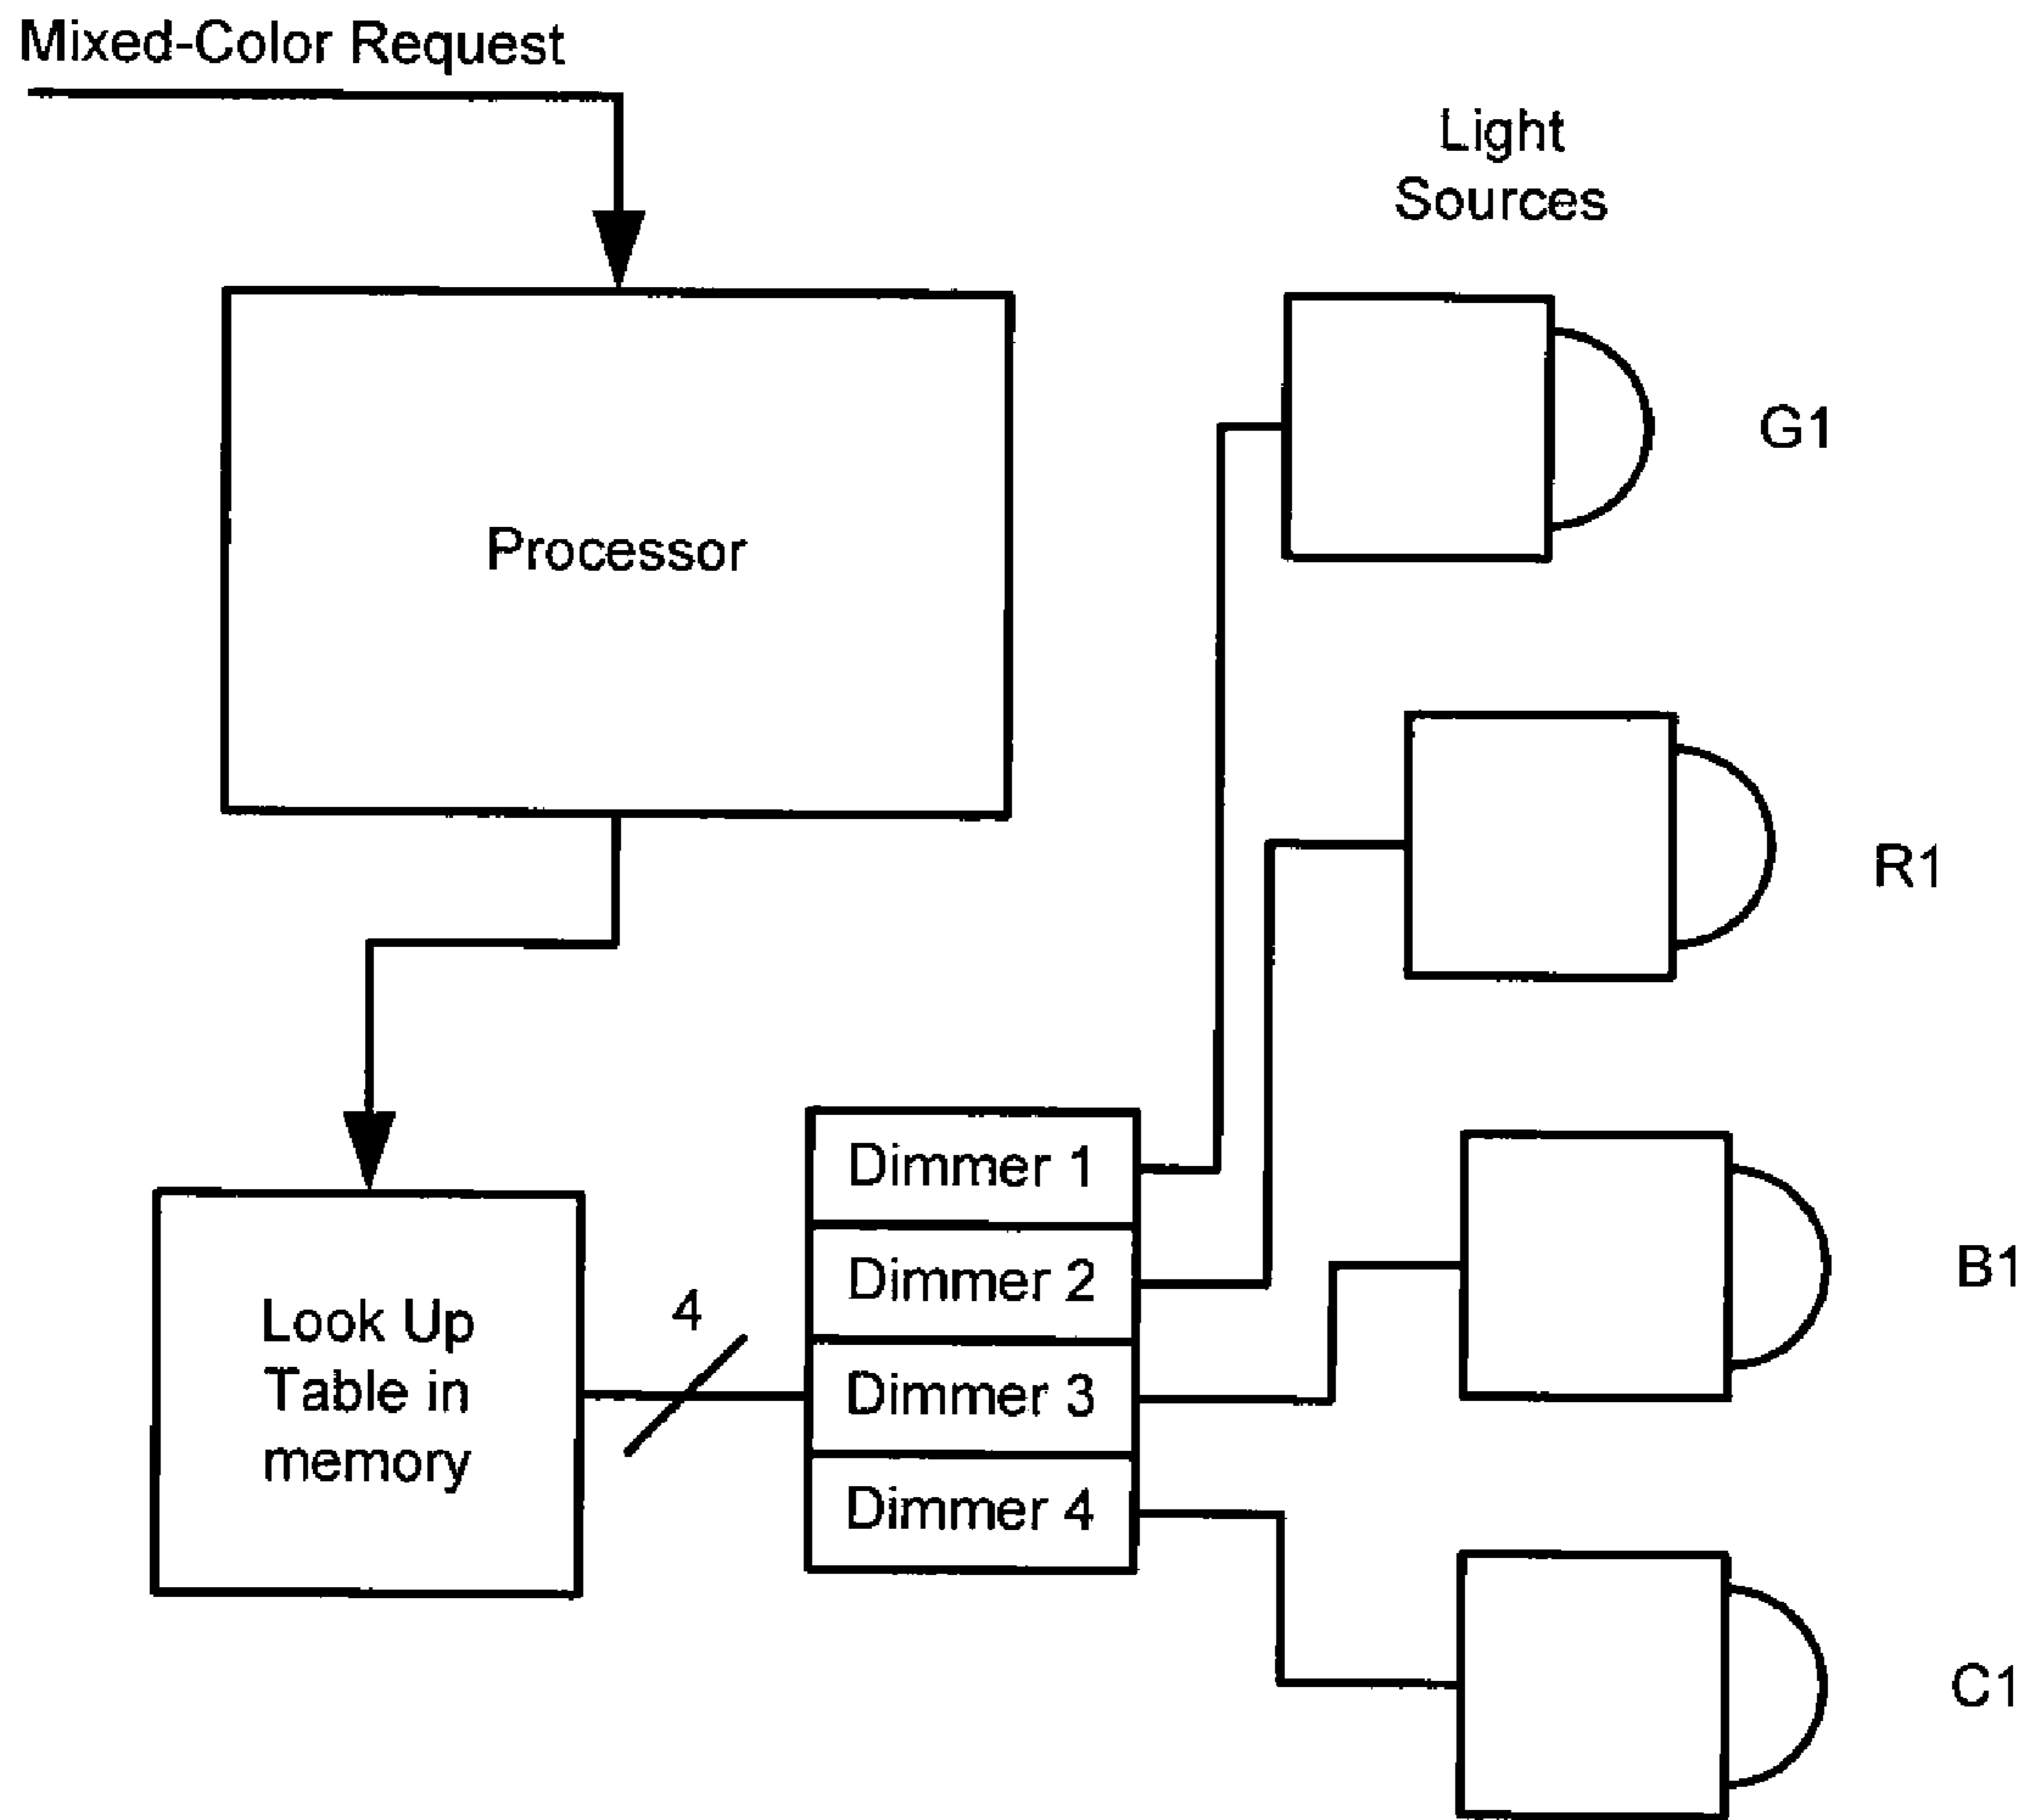 Mixed-Color Request
Light
Sources
G1
Processor
R1
Dimmer 1
Dimmer 2
Dimmer 3
Dimmer 4
B1
4
Look Up
Table in
memory
C1